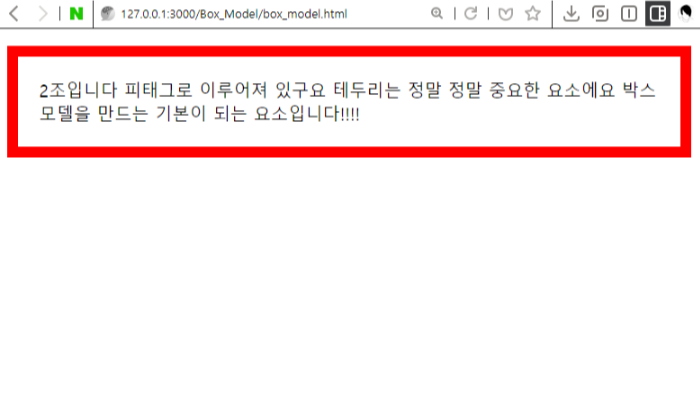 N 127.0.0.1:3000/Box_Model/box_model.html
2조입니다 피태그로 이루어져 있구요 테두리는 정말 정말 중요한 요소에요 박스
모델을 만드는 기본이 되는 요소입니다!!!!